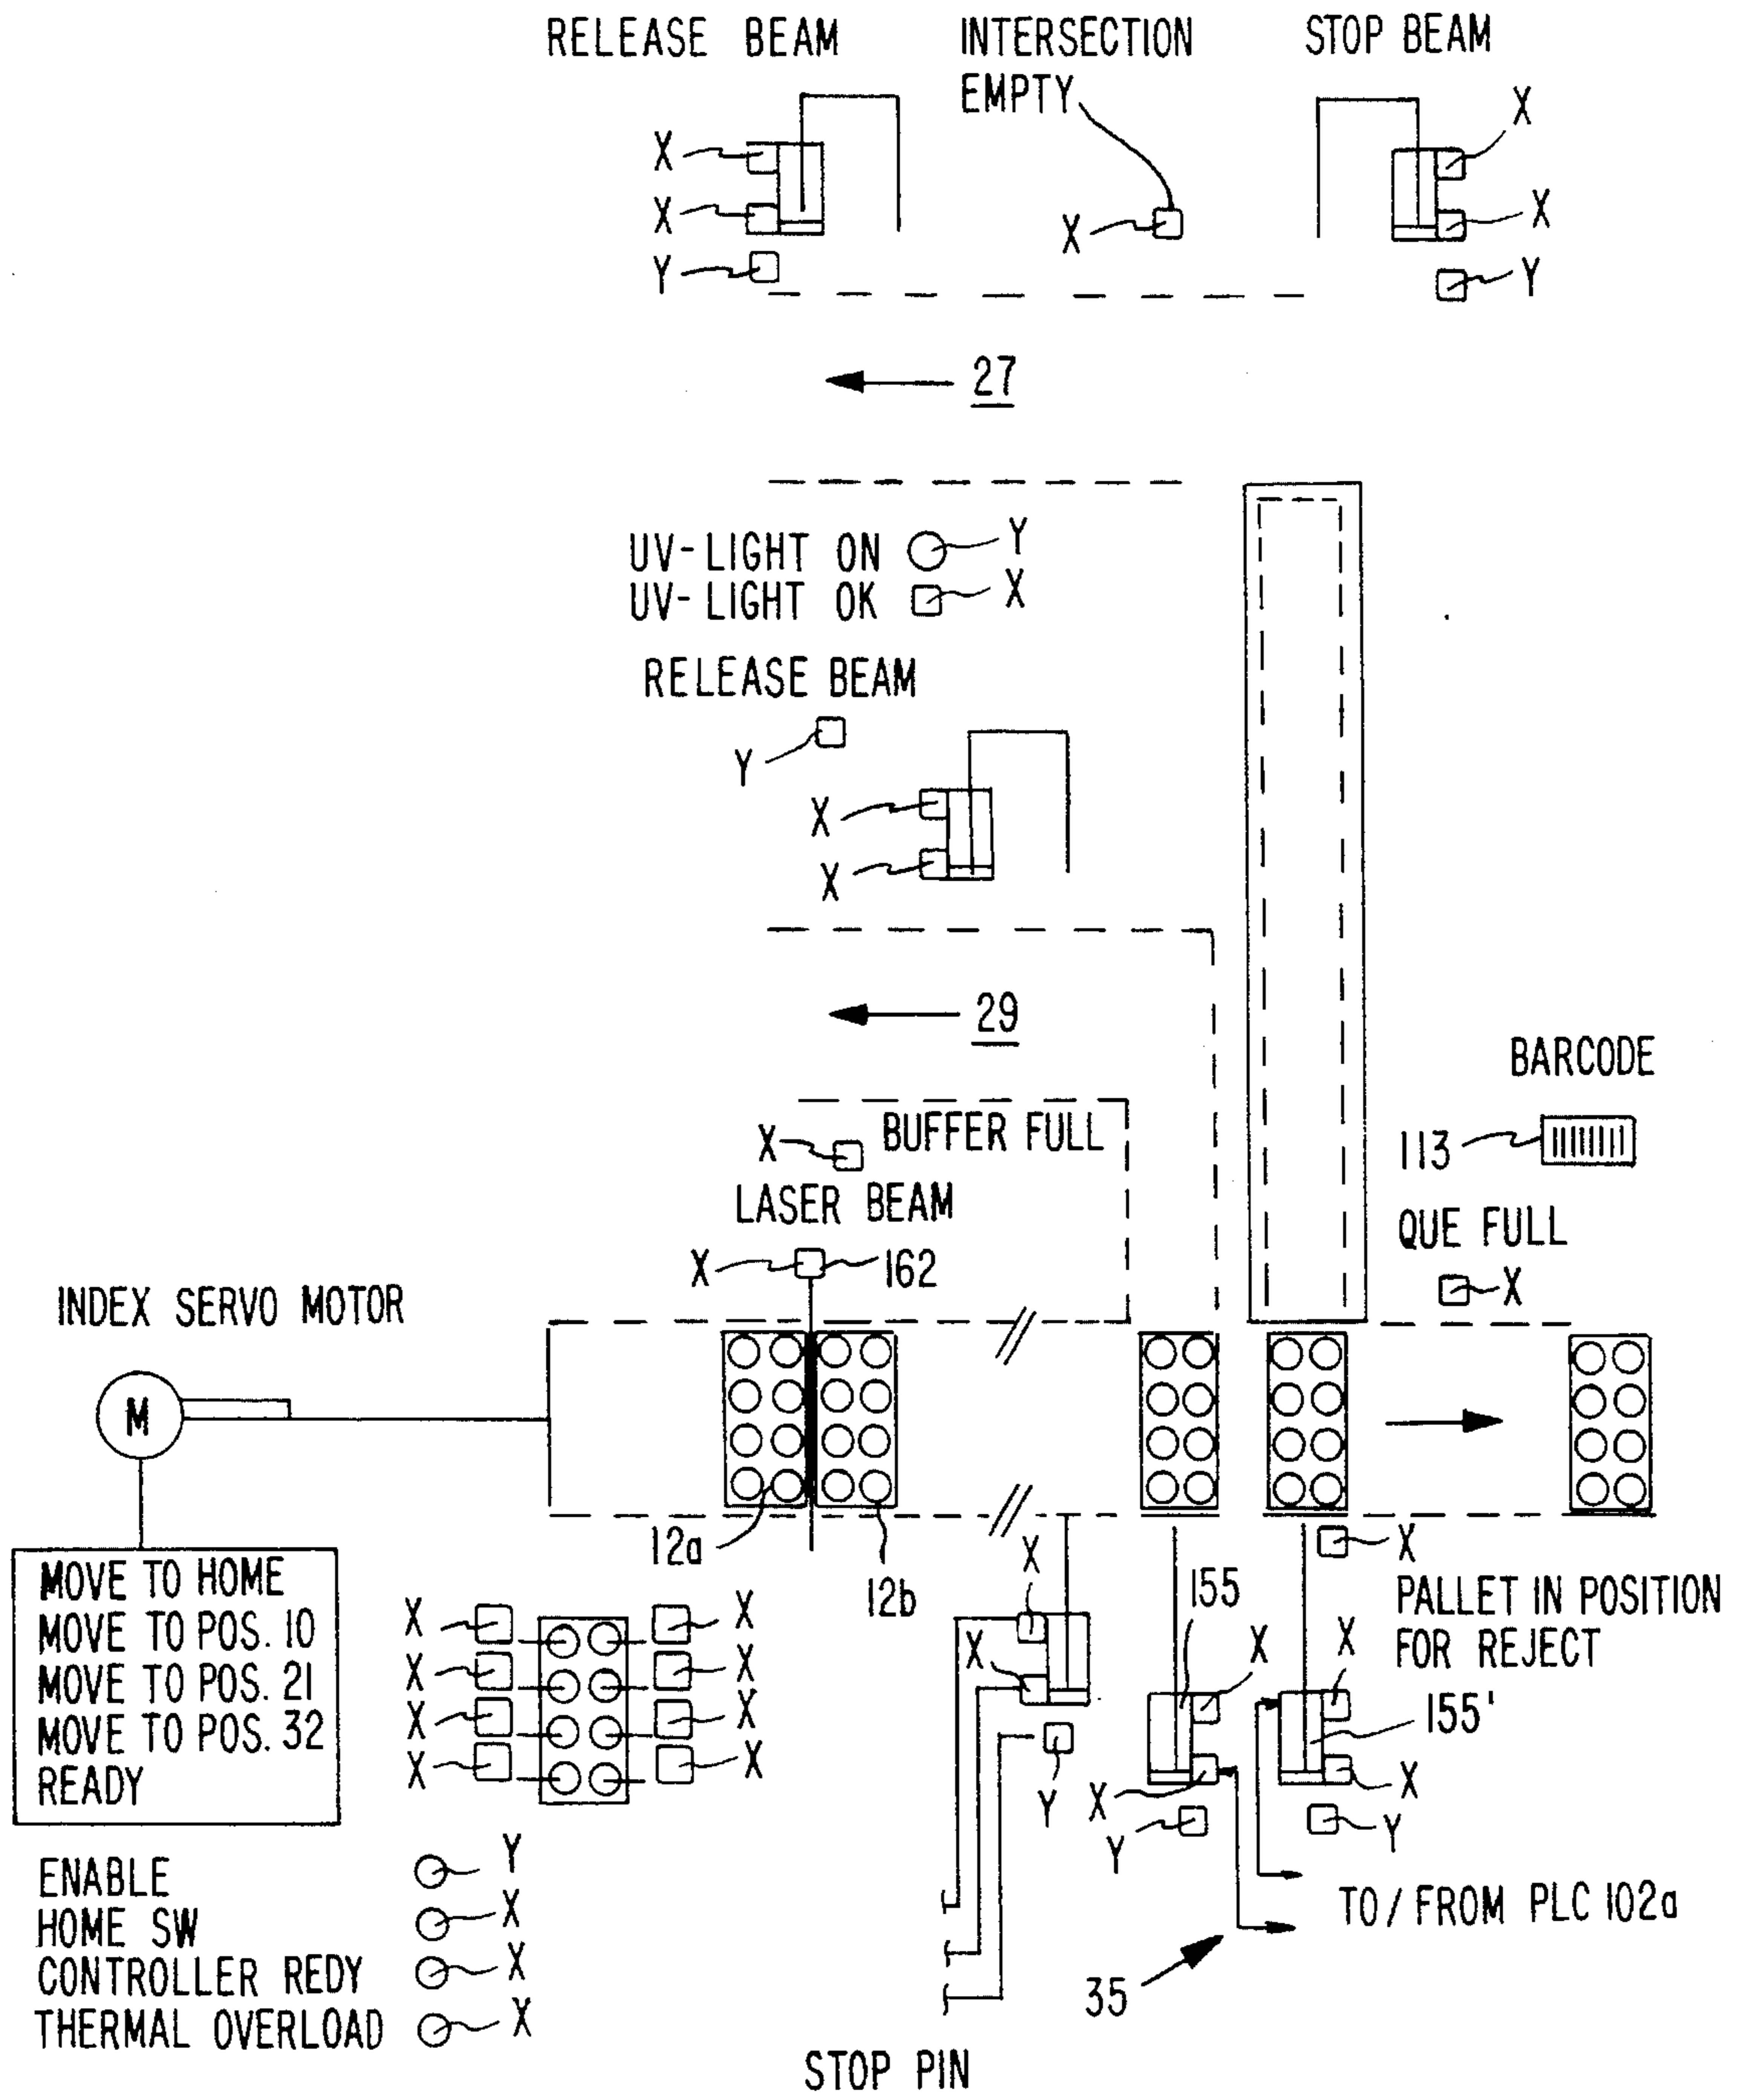 RELEASE BEAM
INTERSECTION
EMPTY
STOP BEAM
X
X
X
X
X
Y
Y
27
UV-LIGHT ON
Y
UV-LIGHT OK
X
RELEASE BEAM
Y
X
X
29
BARCODE
X
BUFFER FULL
113
LASER BEAM
QUE FULL
X
162
X
INDEX SERVO MOTOR
M
12a
12b
X
X
155
PALLET IN POSITION
FOR REJECT
MOVE TO HOME
MOVE TO POS. 10
MOVE TO POS. 21
MOVE TO POS. 32
READY
X
X
X
X
X
X
X
X
X
X
X
155'
X
X
Y
Y
Y
ENABLE
Y
HOME SW
X
CONTROLLER REDY
X
THERMAL OVERLOAD
X
TO/FROM PLC 102a
35
STOP PIN